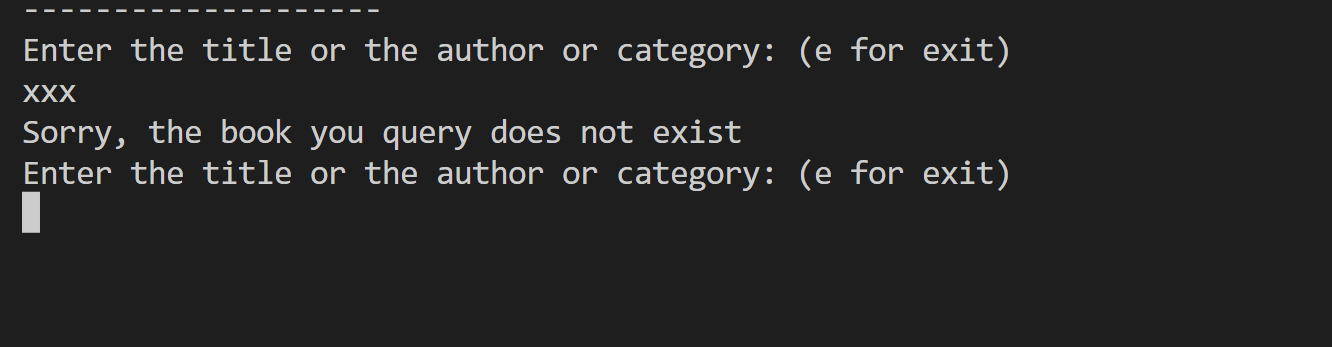 --------------------
Enter the title or the author or category: (e for exit)
xxx
Sorry, the book you query does not exist
Enter the title or the author or category: (e for exit)